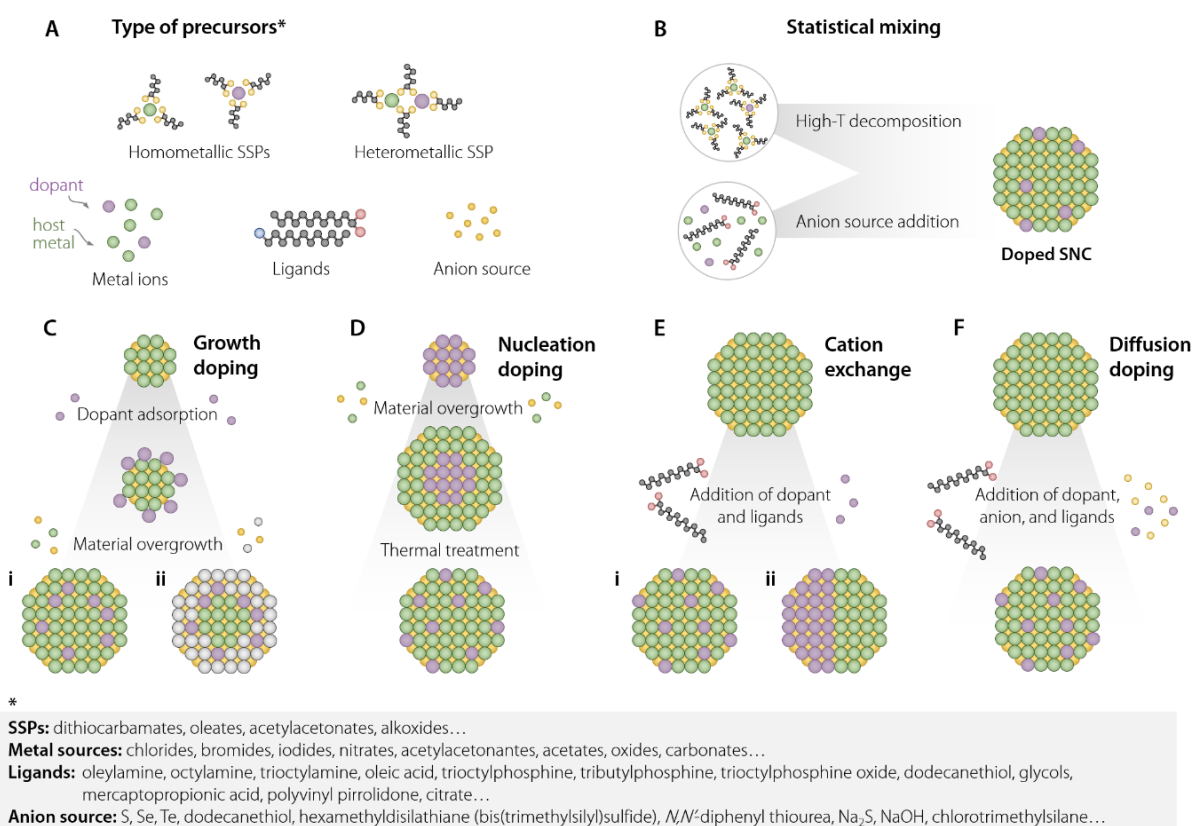 A Type of precursors*
Homometallic SSPs
Heterometallic SSP
dopant
host
metal
Metal ions
Ligands
Anion source
B Statistical mixing
High-T decomposition
Anion source addition
Doped SNC
C Growth
doping
Dopant adsorption
Material overgrowth
i ii
D Nucleation
doping
Material overgrowth
Thermal treatment
E Cation
exchange
Addition of dopant
and ligands
i ii
F Diffusion
doping
Addition of dopant,
anion, and ligands
*
SSPs: dithiocarbamates, oleates, acetylacetonates, alkoxides…
Metal sources: chlorides, bromides, iodides, nitrates, acetylacetonantes, acetates, oxides, carbonates…
Ligands: oleylamine, octylamine, trioctylamine, oleic acid, trioctylphosphine, tributylphosphine, trioctylphosphine oxide, dodecanethiol, glycols,
mercaptopropionic acid, polyvinyl pirrolidone, citrate…
Anion source: S, Se, Te, dodecanethiol, hexamethyldisilathiane (bis(trimethylsilyl)sulfide), N,N′-diphenyl thiourea, Na₂S, NaOH, chlorotrimethylsilane…